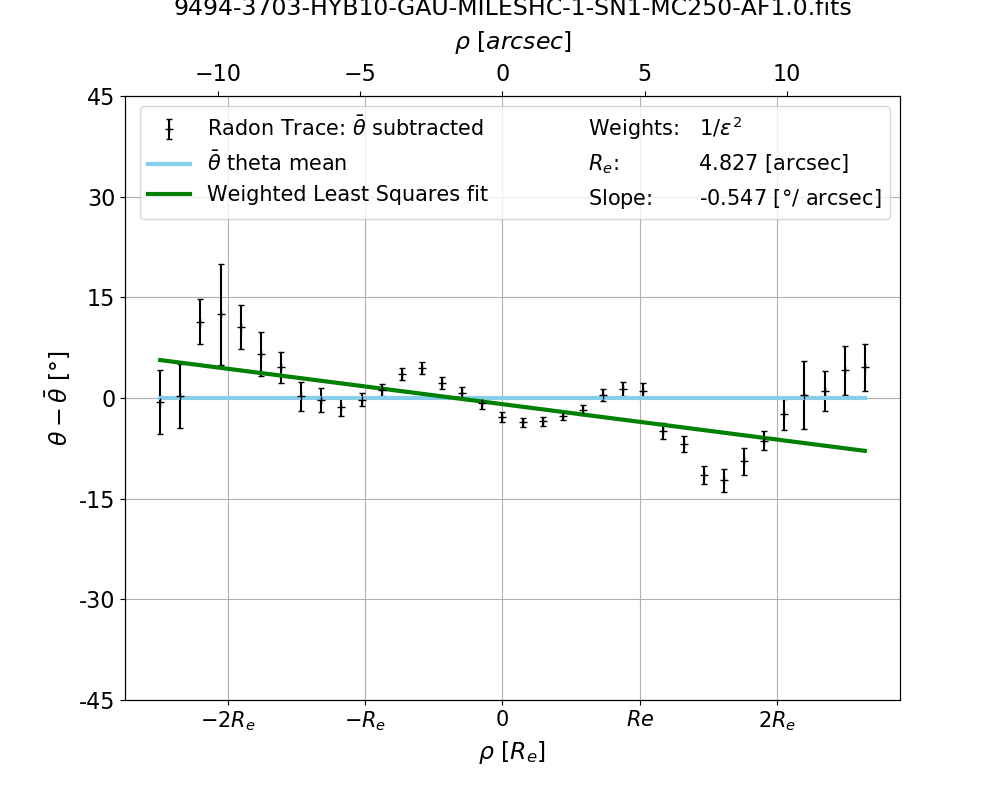 9494-3703-HYB10-GAU-MILESHC-1-SN1-MC250-AF1.0.fits
ρ [arcsec]
−10 −5 0 5 10
45
Radon Trace: θ̄ subtracted Weights: 1/ε²
θ̄ theta mean Rₑ: 4.827 [arcsec]
Weighted Least Squares fit Slope: -0.547 [°/ arcsec]
30
15
0
-15
-30
-45
θ − θ̄ [°]
−2Rₑ −Rₑ 0 Re 2Rₑ
ρ [Rₑ]